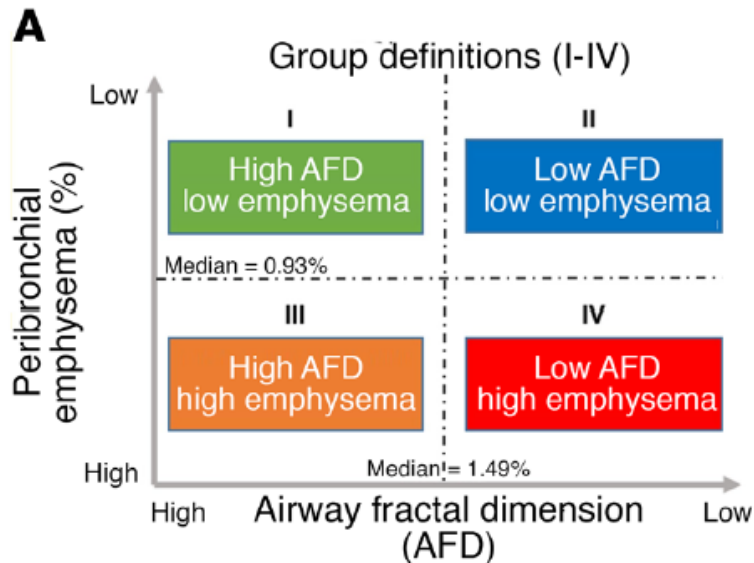 A
Group definitions (I-IV)
Low
Peribronchial
emphysema (%)
High
I
High AFD
low emphysema
II
Low AFD
low emphysema
Median = 0.93%
III
High AFD
high emphysema
IV
Low AFD
high emphysema
Median = 1.49%
High
Airway fractal dimension
(AFD)
Low